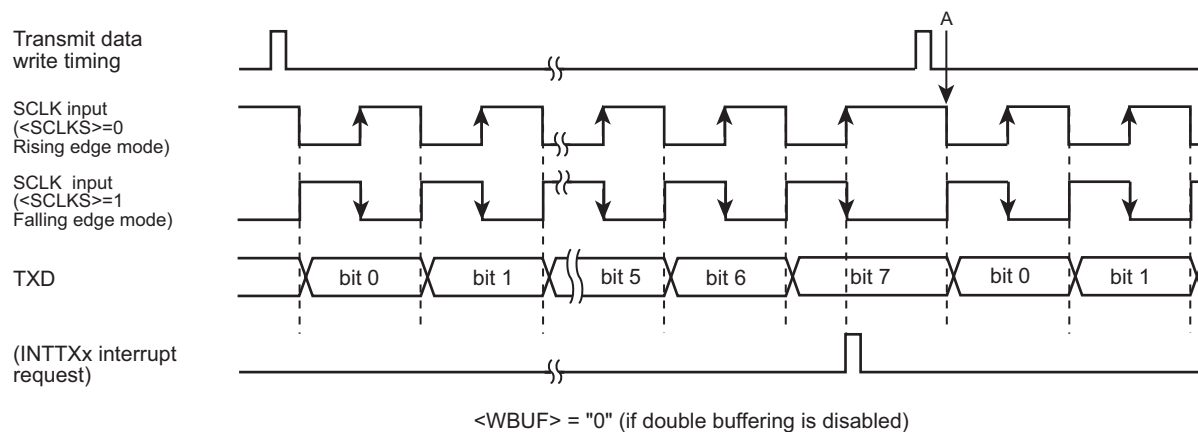 A
Transmit data
write timing
SCLK input
(<SCLKS>=0
Rising edge mode)
SCLK input
(<SCLKS>=1
Falling edge mode)
TXD
bit 0
bit 1
bit 5
bit 6
bit 7
bit 0
bit 1
(INTTXx interrupt
request)
<WBUF> = "0" (if double buffering is disabled)